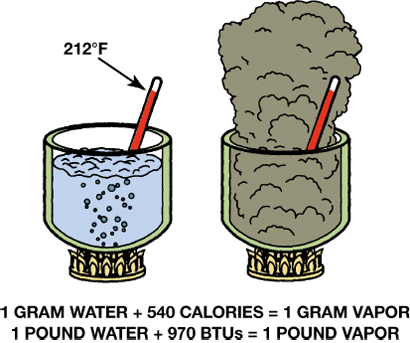 212°F
1 GRAM WATER + 540 CALORIES = 1 GRAM VAPOR
1 POUND WATER + 970 BTUs = 1 POUND VAPOR